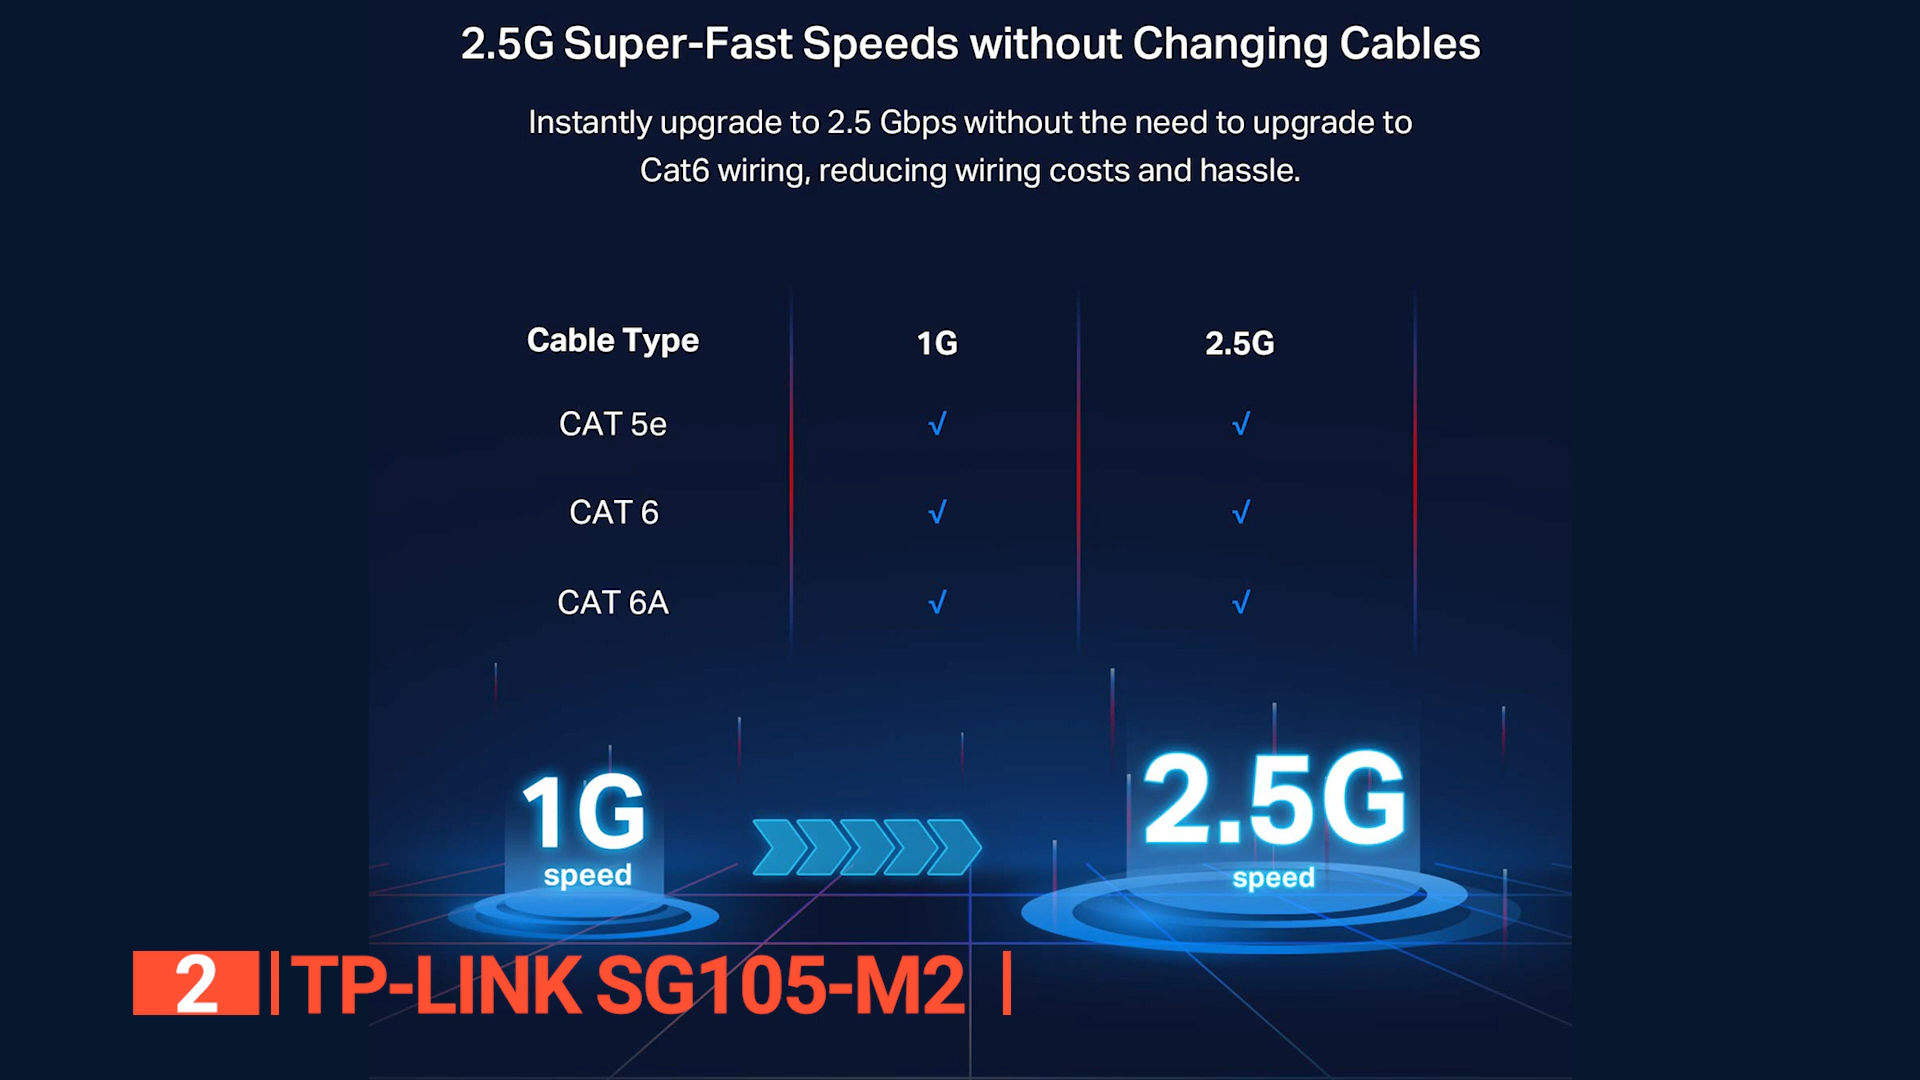 2.5G Super-Fast Speeds without Changing Cables
Instantly upgrade to 2.5 Gbps without the need to upgrade to
Cat6 wiring, reducing wiring costs and hassle.
Cable Type 1G 2.5G
CAT 5e √ √
CAT 6 √ √
CAT 6A √ √
1G 2.5G
speed speed
2 TP-LINK SG105-M2